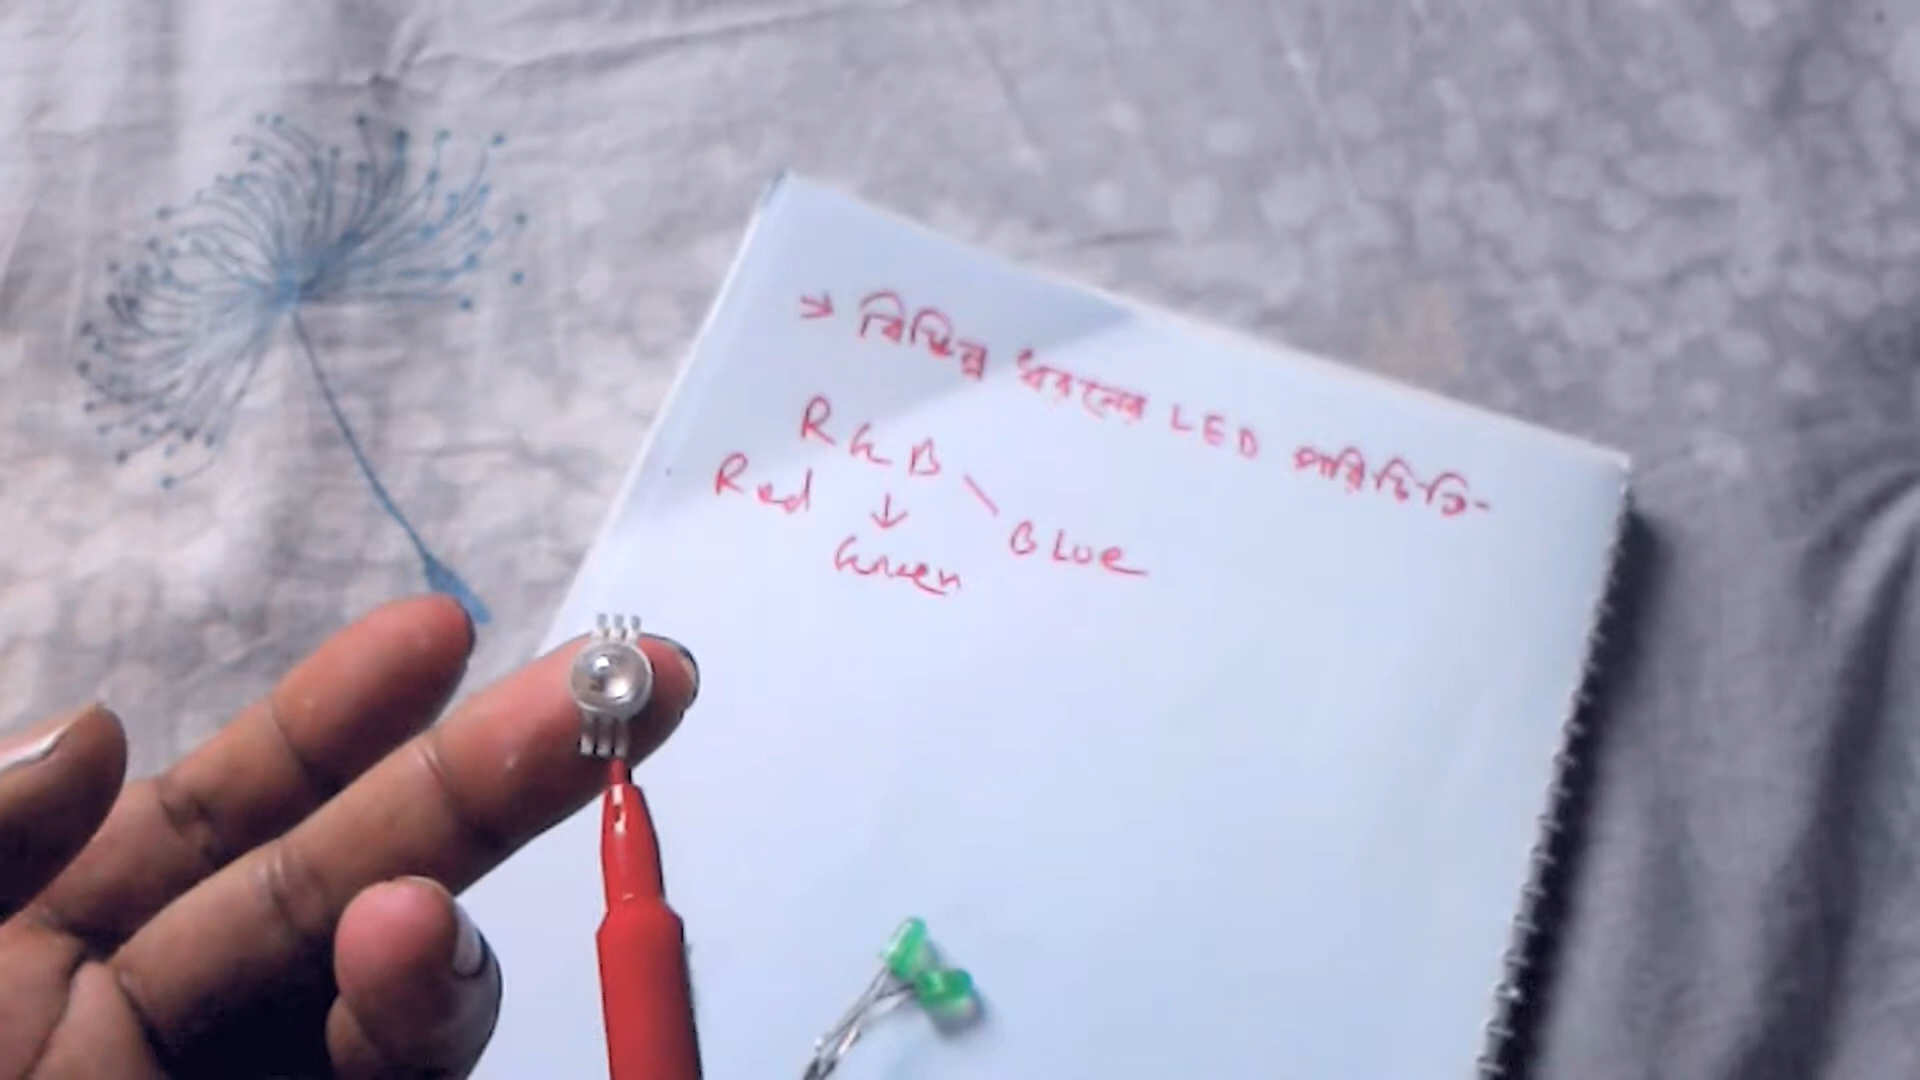 → বিভিন্ন ধরনের LED পরিচিতি-
RGB
Red ↓ \ Blue
Green